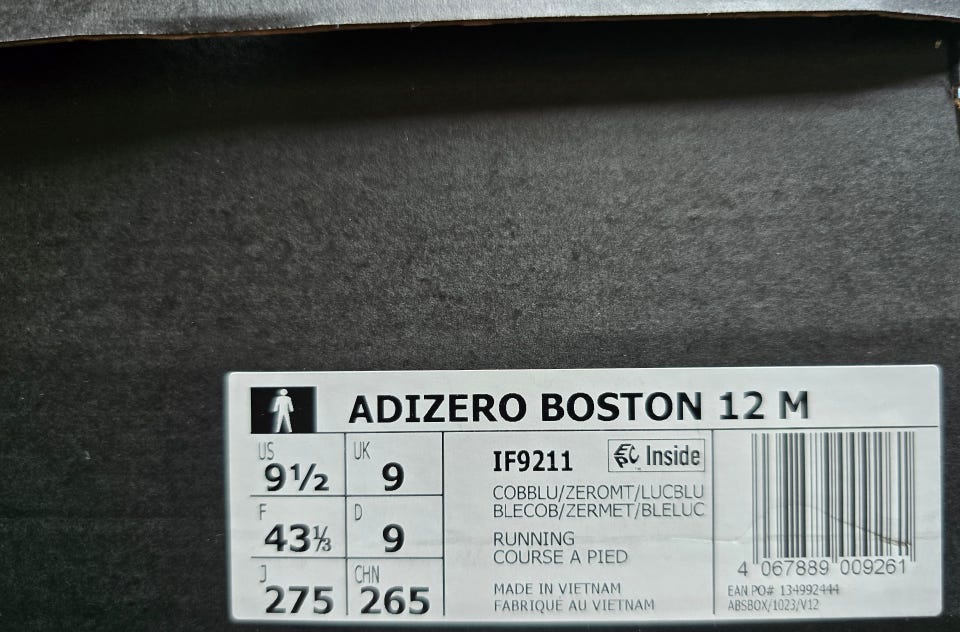 ADIZERO BOSTON 12 M
US 9½ UK 9
F 43⅓ D 9
J 275 CHN 265
IF9211 EPC Inside
COBBLU/ZEROMT/LUCBLU
BLECOB/ZERMET/BLELUC
RUNNING
COURSE A PIED
MADE IN VIETNAM
FABRIQUÉ AU VIETNAM
4 067889 009261
EAN PO# 134992444
ABSBOX/1023/V12